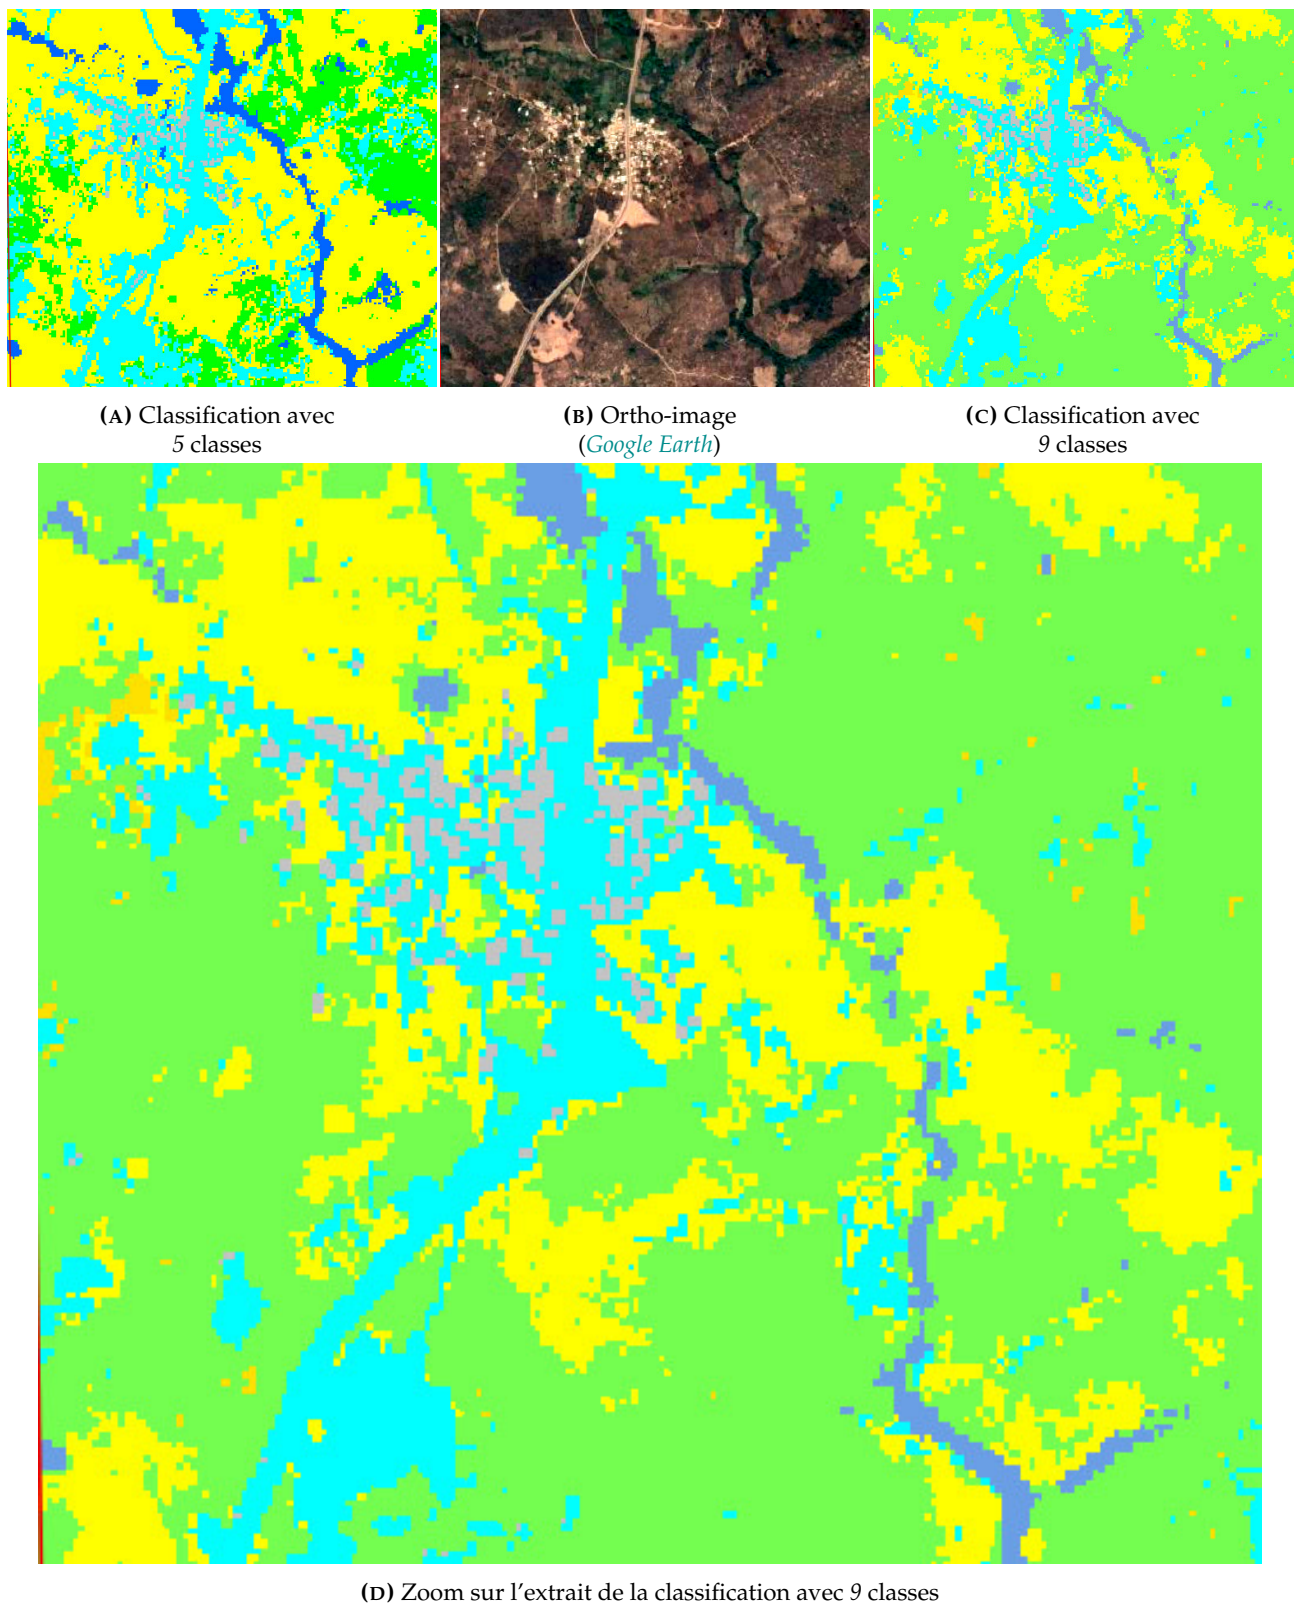 (A) Classification avec
5 classes
(B) Ortho-image
(Google Earth)
(C) Classification avec
9 classes
(D) Zoom sur l'extrait de la classification avec 9 classes